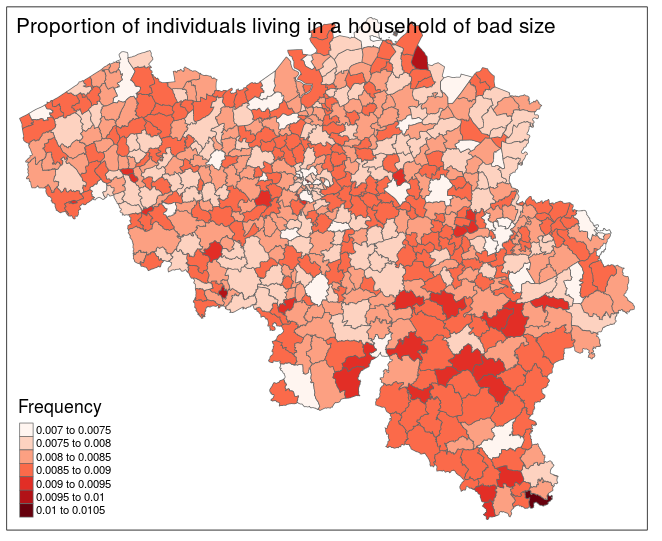 Proportion of individuals living in a household of bad size
Frequency
0.007 to 0.0075
0.0075 to 0.008
0.008 to 0.0085
0.0085 to 0.009
0.009 to 0.0095
0.0095 to 0.01
0.01 to 0.0105